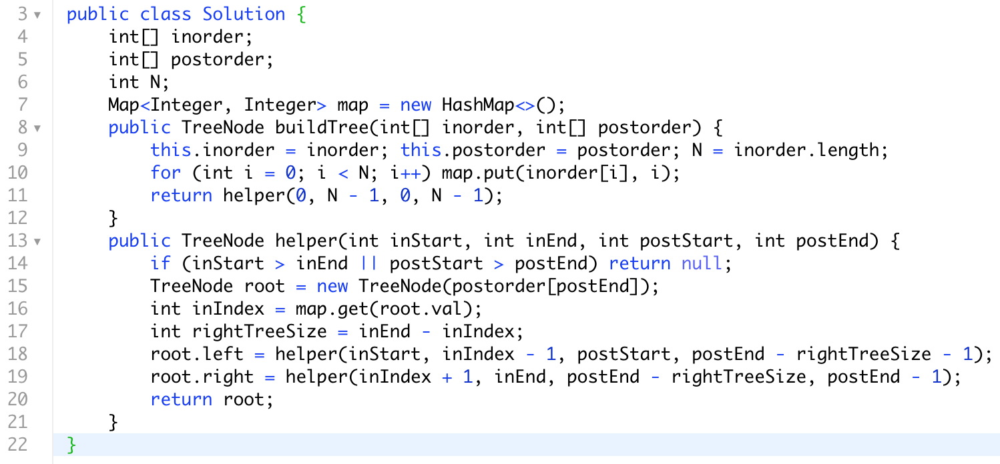 3 public class Solution {
4     int[] inorder;
5     int[] postorder;
6     int N;
7     Map<Integer, Integer> map = new HashMap<>();
8     public TreeNode buildTree(int[] inorder, int[] postorder) {
9         this.inorder = inorder; this.postorder = postorder; N = inorder.length;
10         for (int i = 0; i < N; i++) map.put(inorder[i], i);
11         return helper(0, N - 1, 0, N - 1);
12     }
13     public TreeNode helper(int inStart, int inEnd, int postStart, int postEnd) {
14         if (inStart > inEnd || postStart > postEnd) return null;
15         TreeNode root = new TreeNode(postorder[postEnd]);
16         int inIndex = map.get(root.val);
17         int rightTreeSize = inEnd - inIndex;
18         root.left = helper(inStart, inIndex - 1, postStart, postEnd - rightTreeSize - 1);
19         root.right = helper(inIndex + 1, inEnd, postEnd - rightTreeSize, postEnd - 1);
20         return root;
21     }
22 }